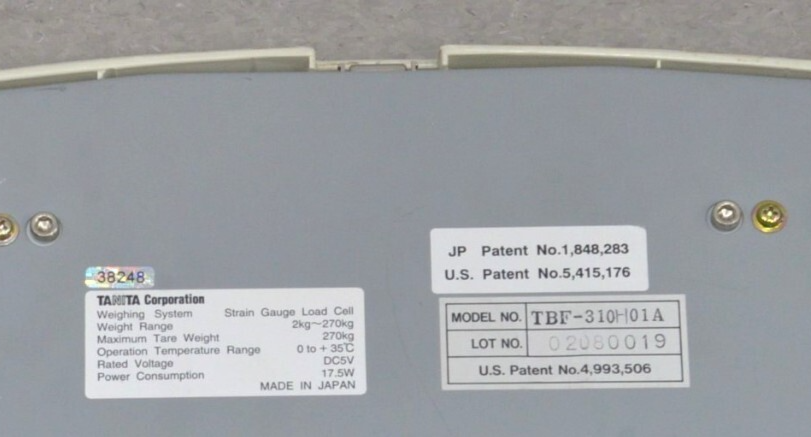 38248
TANITA Corporation
Weighing System Strain Gauge Load Cell
Weight Range 2kg～270kg
Maximum Tare Weight 270kg
Operation Temperature Range 0 to + 35℃
Rated Voltage DC5V
Power Consumption 17.5W
MADE IN JAPAN
JP Patent No.1,848,283
U.S. Patent No.5,415,176
MODEL NO. TBF-310H01A
LOT NO. 02080019
U.S. Patent No.4,993,506